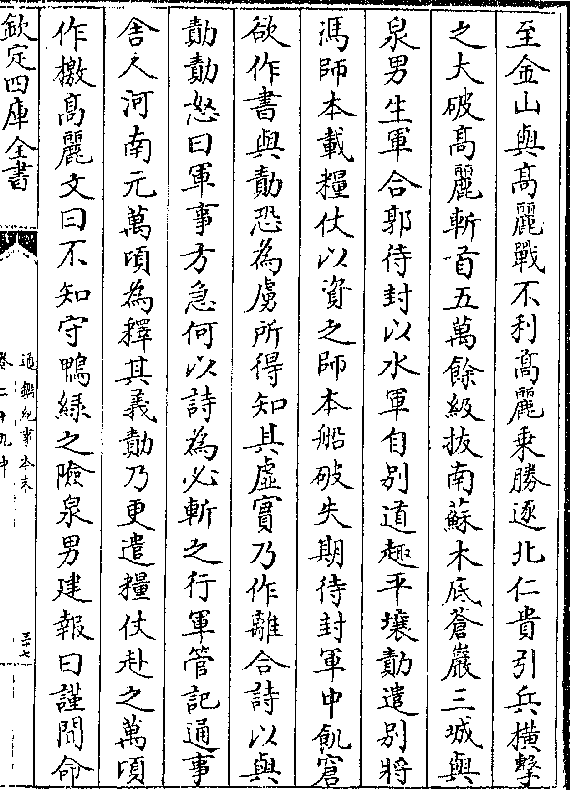 至金山與髙麗戰不利髙麗乗勝逐北仁貴引兵横擊
之大破髙麗斬首五萬餘級拔南蘇木底蒼巖三城與
泉男生軍合郭待封以水軍自别道趣平壤勣遣别將
馮師本載糧仗以資之師本船破失期待封軍中飢窘
欲作書與勣恐為虜所得知其虚實乃作離合詩以與
勣勣怒曰軍事方急何以詩為必斬之行軍管記通事
舍人河南元萬頃為釋其義勣乃更遣糧仗赴之萬頃
作檄髙麗文曰不知守鴨緑之險泉男建報曰謹聞命
欽定四庫全書
通鑑紀事本末
卷二十九中
三七